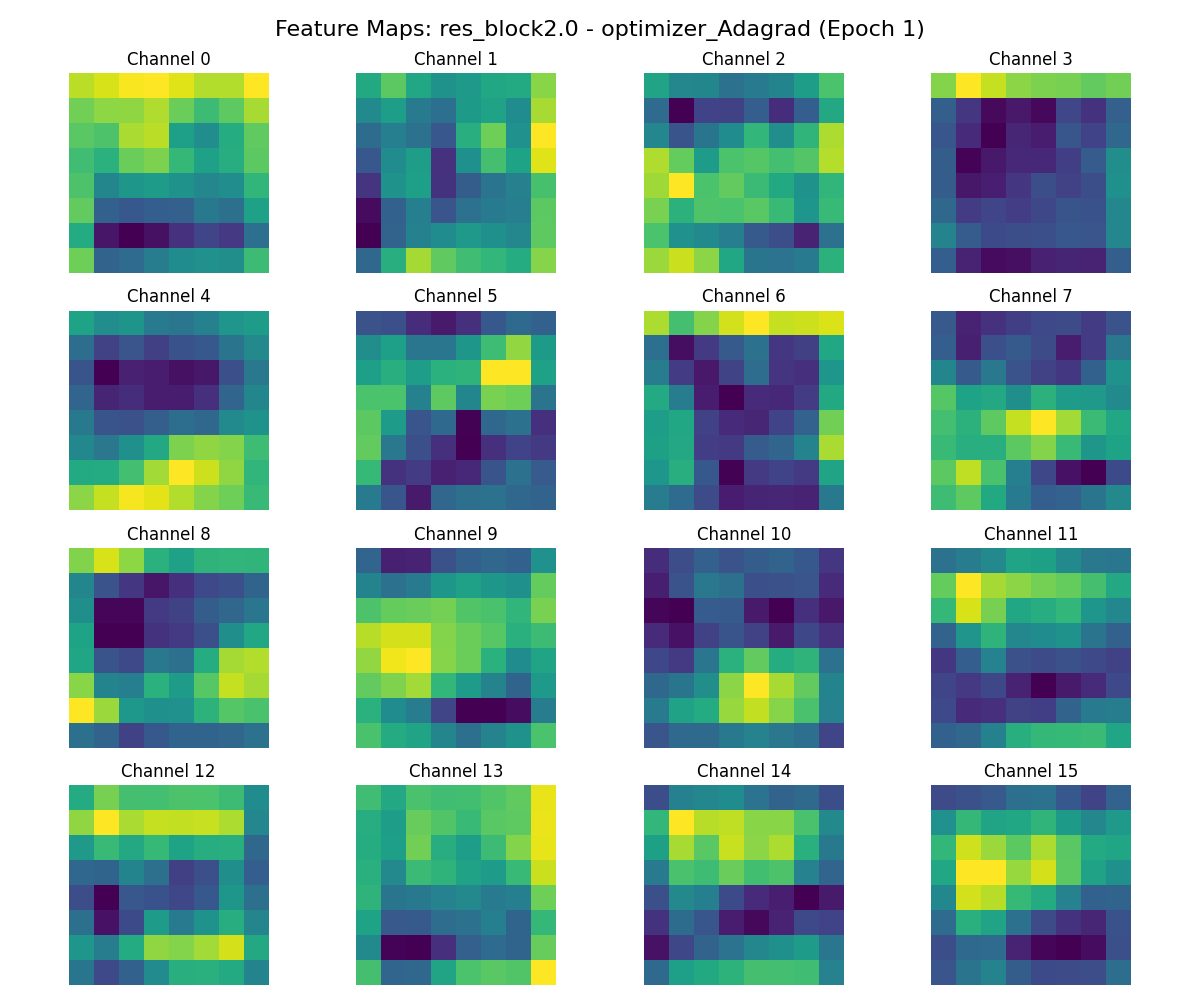 Feature Maps: res_block2.0 - optimizer_Adagrad (Epoch 1)
Channel 0
Channel 1
Channel 2
Channel 3
Channel 4
Channel 5
Channel 6
Channel 7
Channel 8
Channel 9
Channel 10
Channel 11
Channel 12
Channel 13
Channel 14
Channel 15